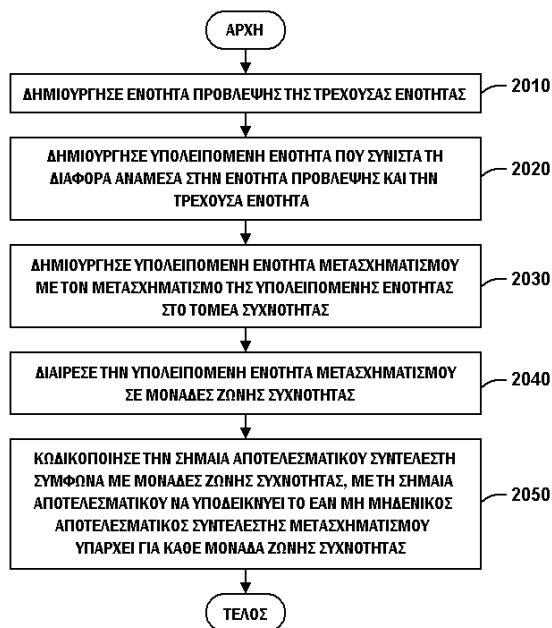 ΑΡΧΗ
ΔΗΜΙΟΥΡΓΗΣΕ ΕΝΟΤΗΤΑ ΠΡΟΒΛΕΨΗΣ ΤΗΣ ΤΡΕΧΟΥΣΑΣ ΕΝΟΤΗΤΑΣ
2010
ΔΗΜΙΟΥΡΓΗΣΕ ΥΠΟΛΕΙΠΟΜΕΝΗ ΕΝΟΤΗΤΑ ΠΟΥ ΣΥΝΙΣΤΑ ΤΗ
ΔΙΑΦΟΡΑ ΑΝΑΜΕΣΑ ΣΤΗΝ ΕΝΟΤΗΤΑ ΠΡΟΒΛΕΨΗΣ ΚΑΙ ΤΗΝ
ΤΡΕΧΟΥΣΑ ΕΝΟΤΗΤΑ
2020
ΔΗΜΙΟΥΡΓΗΣΕ ΥΠΟΛΕΙΠΟΜΕΝΗ ΕΝΟΤΗΤΑ ΜΕΤΑΣΧΗΜΑΤΙΣΜΟΥ
ΜΕ ΤΟΝ ΜΕΤΑΣΧΗΜΑΤΙΣΜΟ ΤΗΣ ΥΠΟΛΕΙΠΟΜΕΝΗΣ ΕΝΟΤΗΤΑΣ
ΣΤΟ ΤΟΜΕΑ ΣΥΧΝΟΤΗΤΑΣ
2030
ΔΙΑΙΡΕΣΕ ΤΗΝ ΥΠΟΛΕΙΠΟΜΕΝΗ ΕΝΟΤΗΤΑ ΜΕΤΑΣΧΗΜΑΤΙΣΜΟΥ
ΣΕ ΜΟΝΑΔΕΣ ΖΩΝΗΣ ΣΥΧΝΟΤΗΤΑΣ
2040
ΚΩΔΙΚΟΠΟΙΗΣΕ ΤΗΝ ΣΗΜΑΙΑ ΑΠΟΤΕΛΕΣΜΑΤΙΚΟΥ ΣΥΝΤΕΛΕΣΤΗ
ΣΥΜΦΩΝΑ ΜΕ ΜΟΝΑΔΕΣ ΖΩΝΗΣ ΣΥΧΝΟΤΗΤΑΣ, ΜΕ ΤΗ ΣΗΜΑΙΑ
ΑΠΟΤΕΛΕΣΜΑΤΙΚΟΥ ΝΑ ΥΠΟΔΕΙΚΝΥΕΙ ΤΟ ΕΑΝ ΜΗ ΜΗΔΕΝΙΚΟΣ
ΑΠΟΤΕΛΕΣΜΑΤΙΚΟΣ ΣΥΝΤΕΛΕΣΤΗΣ ΜΕΤΑΣΧΗΜΑΤΙΣΜΟΥ
ΥΠΑΡΧΕΙ ΓΙΑ ΚΑΘΕ ΜΟΝΑΔΑ ΖΩΝΗΣ ΣΥΧΝΟΤΗΤΑΣ
2050
ΤΕΛΟΣ